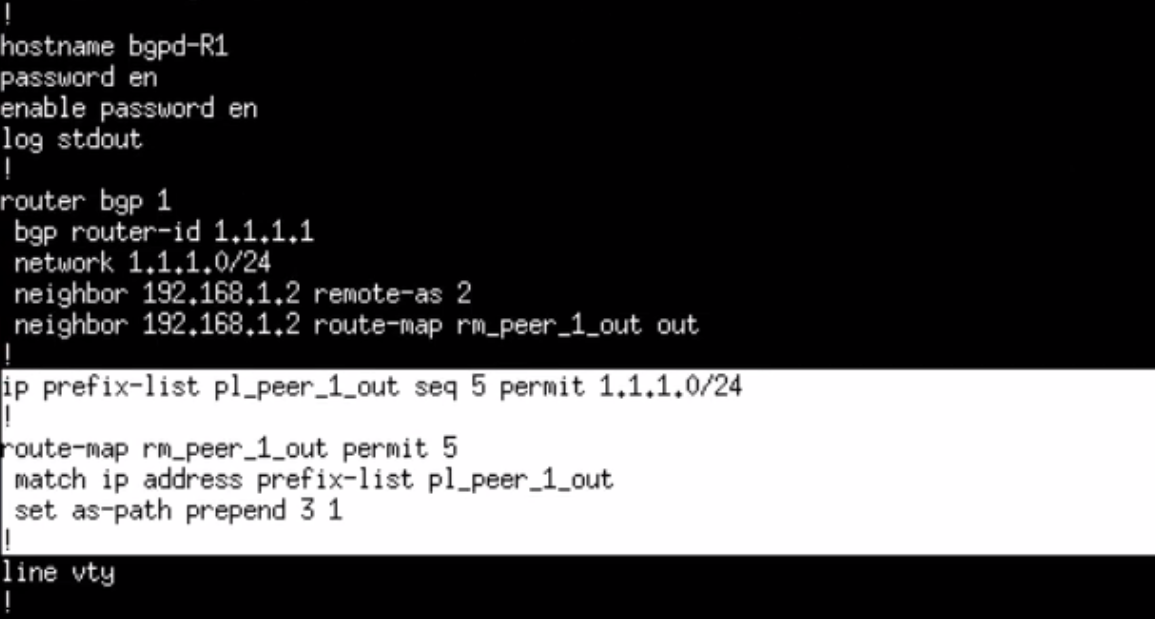 !
hostname bgpd-R1
password en
enable password en
log stdout
!
router bgp 1
 bgp router-id 1.1.1.1
 network 1.1.1.0/24
 neighbor 192.168.1.2 remote-as 2
 neighbor 192.168.1.2 route-map rm_peer_1_out out
!
ip prefix-list pl_peer_1_out seq 5 permit 1.1.1.0/24
!
route-map rm_peer_1_out permit 5
 match ip address prefix-list pl_peer_1_out
 set as-path prepend 3 1
!
line vty
!